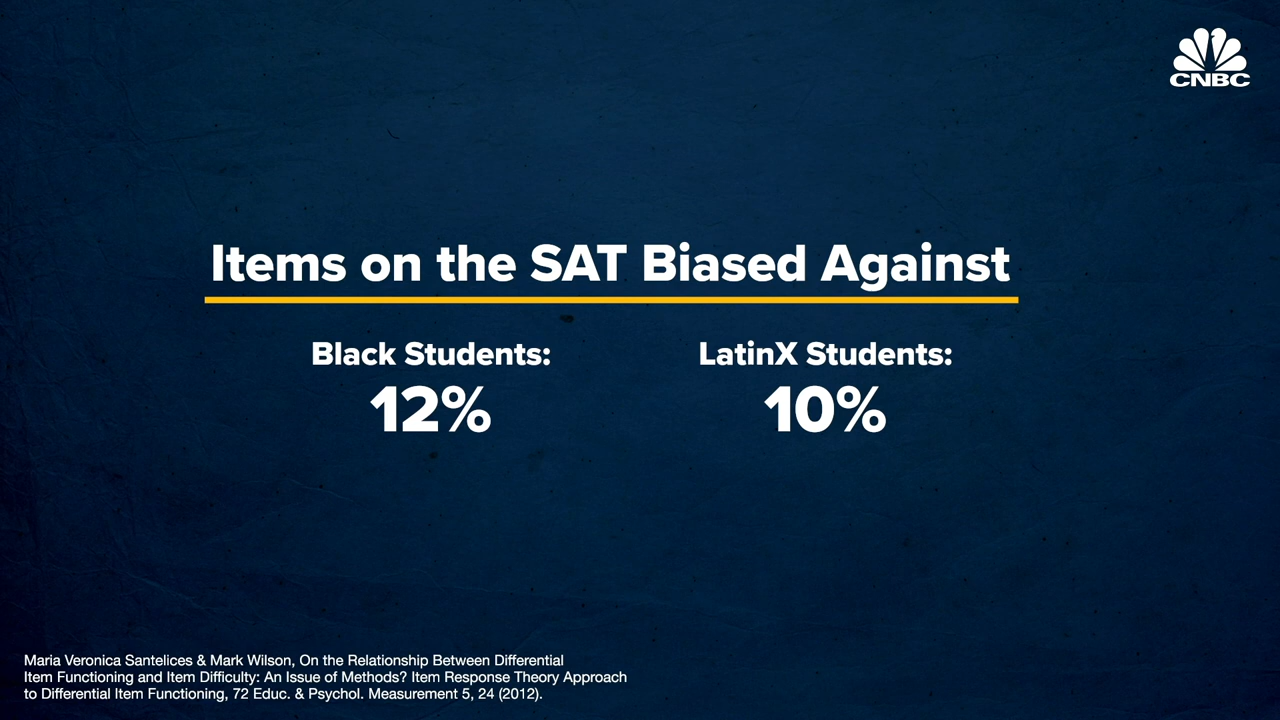 CNBC
Items on the SAT Biased Against
Black Students:
12%
LatinX Students:
10%
Maria Veronica Santelices & Mark Wilson, On the Relationship Between Differential
Item Functioning and Item Difficulty: An Issue of Methods? Item Response Theory Approach
to Differential Item Functioning, 72 Educ. & Psychol. Measurement 5, 24 (2012).